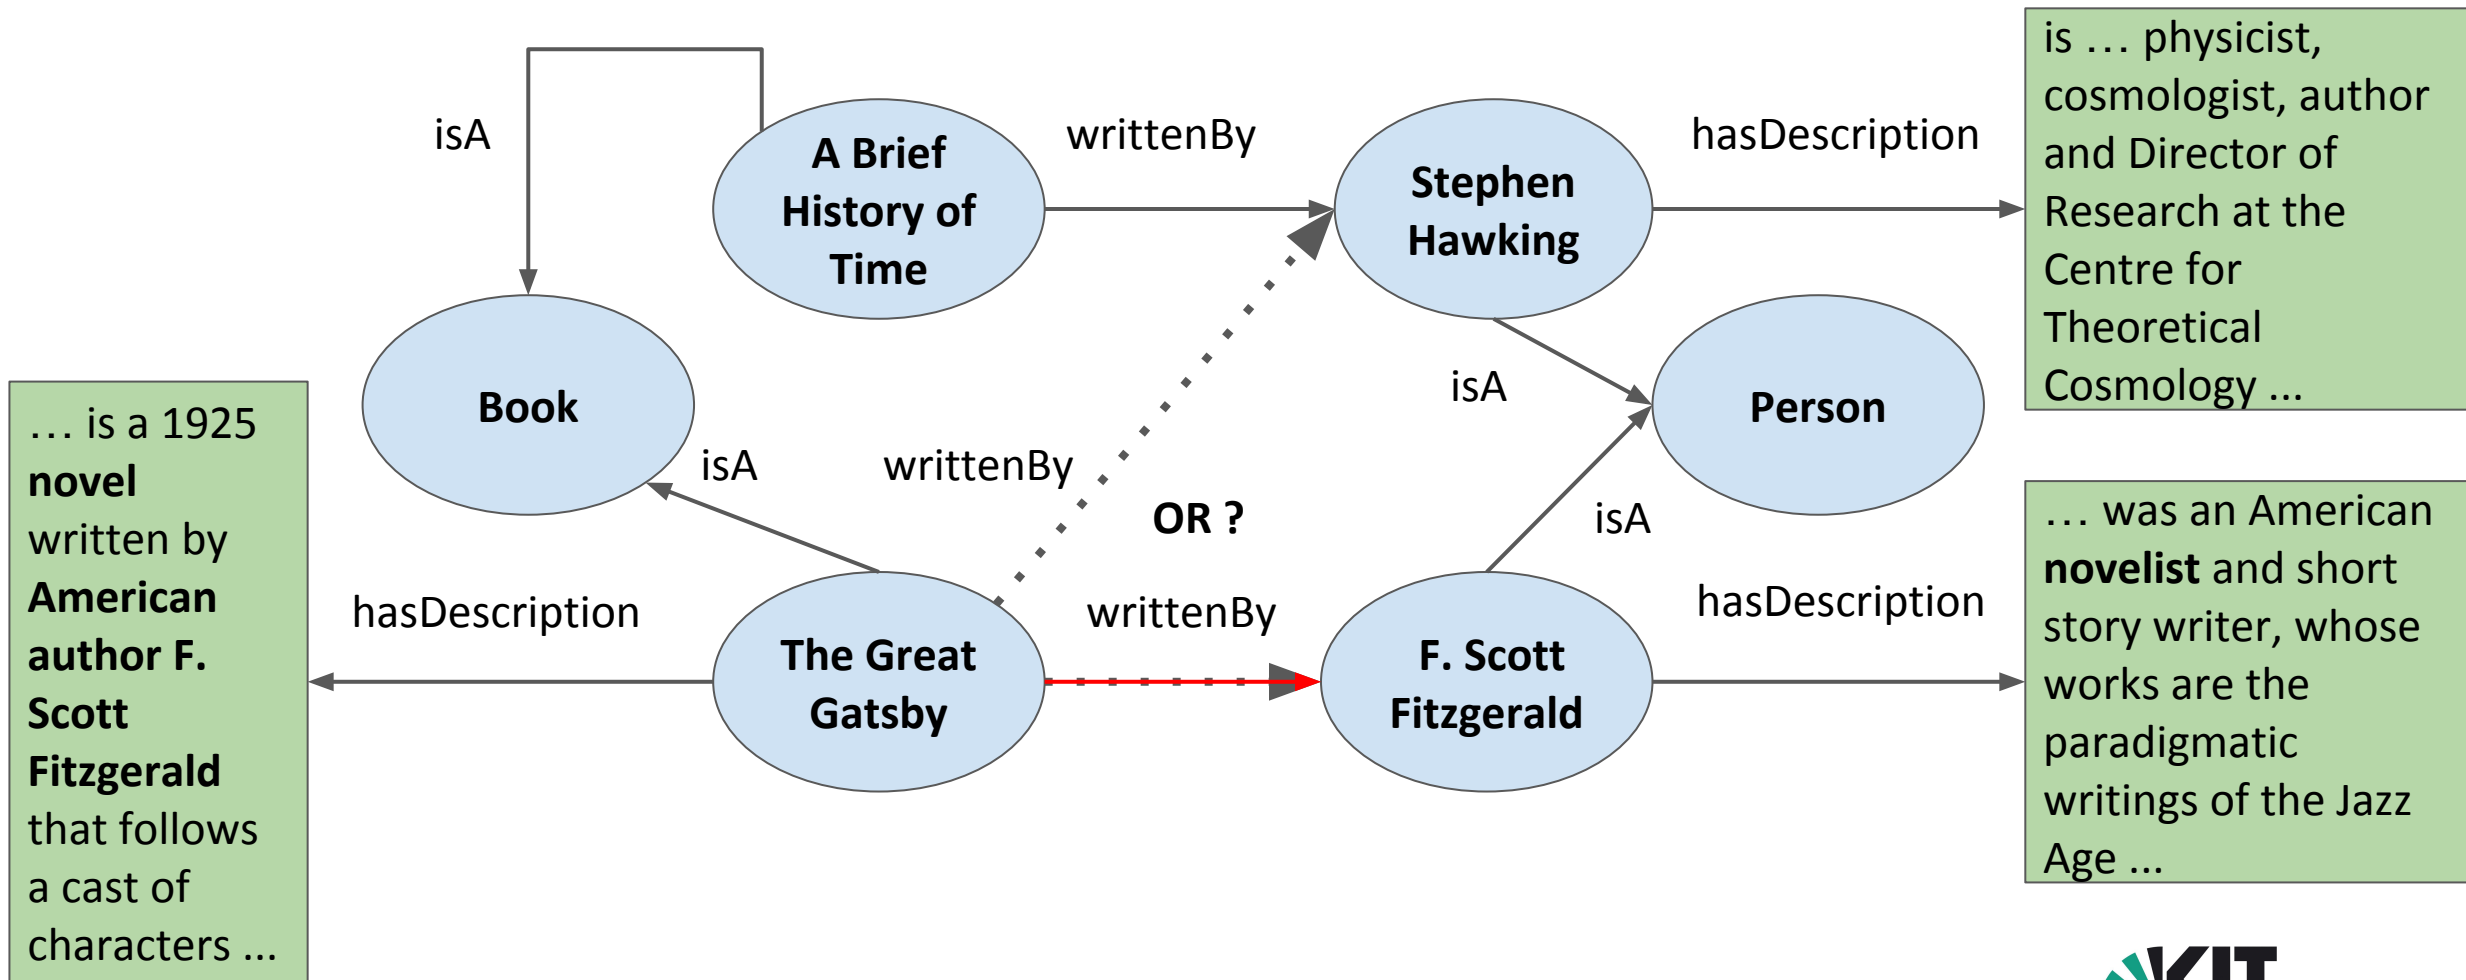 is … physicist,
cosmologist, author
and Director of
Research at the
Centre for
Theoretical
Cosmology ...
isA
A Brief
History of
Time
writtenBy
Stephen
Hawking
hasDescription
Book
isA
Person
… is a 1925
novel
written by
American
author F.
Scott
Fitzgerald
that follows
a cast of
characters ...
isA
writtenBy
OR ?
isA
hasDescription
The Great
Gatsby
writtenBy
F. Scott
Fitzgerald
hasDescription
… was an American
novelist and short
story writer, whose
works are the
paradigmatic
writings of the Jazz
Age ...
KIT